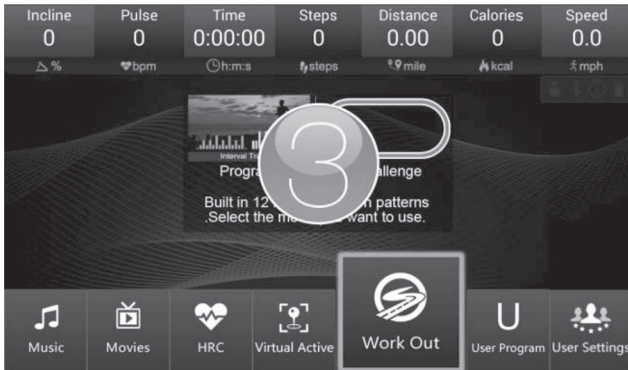 Incline Pulse Time Steps Distance Calories Speed
0 0 0:00:00 0 0.00 0 0.0
% bpm h:m:s steps mile kcal mph
3
Interval
allenge
Built in 12 patterns
.Select the want to use.
Music Movies HRC Virtual Active Work Out User Program User Settings